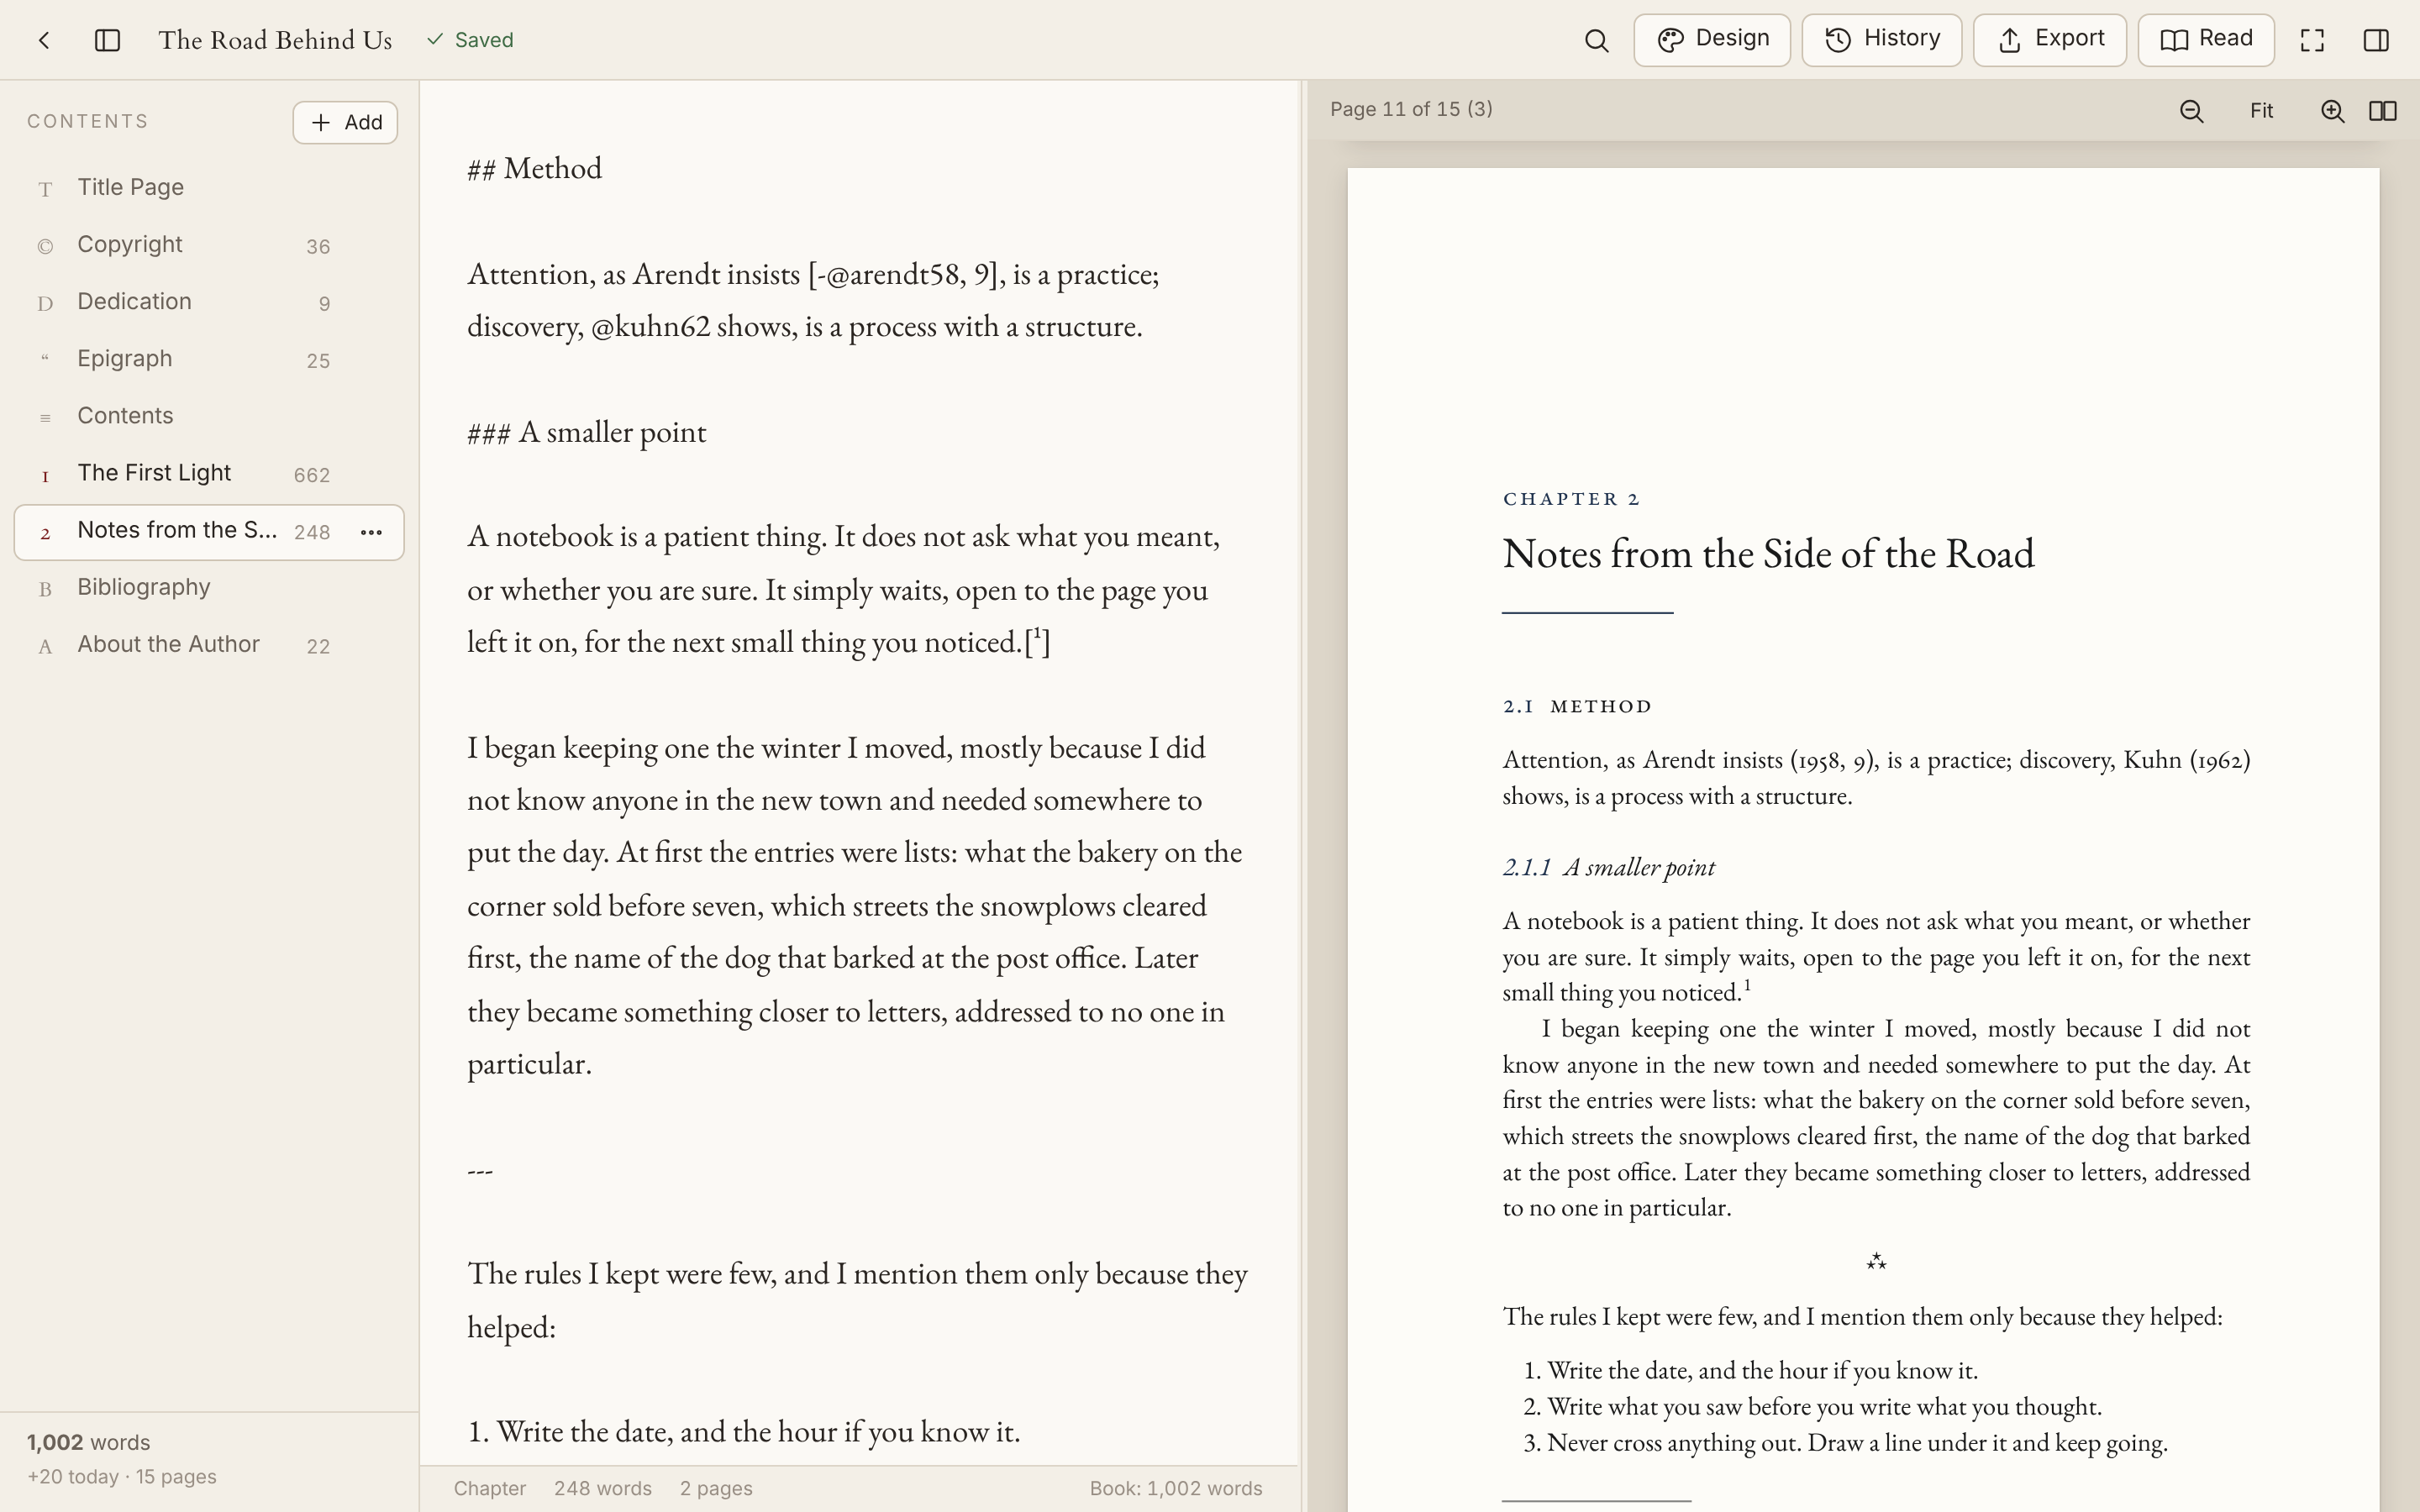 The Road Behind Us
Saved
Design
History
Export
Read
CONTENTS
+ Add
T Title Page
© Copyright 36
D Dedication 9
“ Epigraph 25
≡ Contents
1 The First Light 662
2 Notes from the S... 248 •••
B Bibliography
A About the Author 22
1,002 words
+20 today · 15 pages
## Method
Attention, as Arendt insists [-@arendt58, 9], is a practice;
discovery, @kuhn62 shows, is a process with a structure.
### A smaller point
A notebook is a patient thing. It does not ask what you meant,
or whether you are sure. It simply waits, open to the page you
left it on, for the next small thing you noticed.[¹]
I began keeping one the winter I moved, mostly because I did
not know anyone in the new town and needed somewhere to
put the day. At first the entries were lists: what the bakery on the
corner sold before seven, which streets the snowplows cleared
first, the name of the dog that barked at the post office. Later
they became something closer to letters, addressed to no one in
particular.
---
The rules I kept were few, and I mention them only because they
helped:
1. Write the date, and the hour if you know it.
Chapter 248 words 2 pages
Book: 1,002 words
Page 11 of 15 (3)
Fit
CHAPTER 2
Notes from the Side of the Road
2.1 METHOD
Attention, as Arendt insists (1958, 9), is a practice; discovery, Kuhn (1962)
shows, is a process with a structure.
2.1.1 A smaller point
A notebook is a patient thing. It does not ask what you meant, or whether
you are sure. It simply waits, open to the page you left it on, for the next
small thing you noticed.¹
I began keeping one the winter I moved, mostly because I did not
know anyone in the new town and needed somewhere to put the day. At
first the entries were lists: what the bakery on the corner sold before seven,
which streets the snowplows cleared first, the name of the dog that barked
at the post office. Later they became something closer to letters, addressed
to no one in particular.
⁂
The rules I kept were few, and I mention them only because they helped:
1. Write the date, and the hour if you know it.
2. Write what you saw before you write what you thought.
3. Never cross anything out. Draw a line under it and keep going.